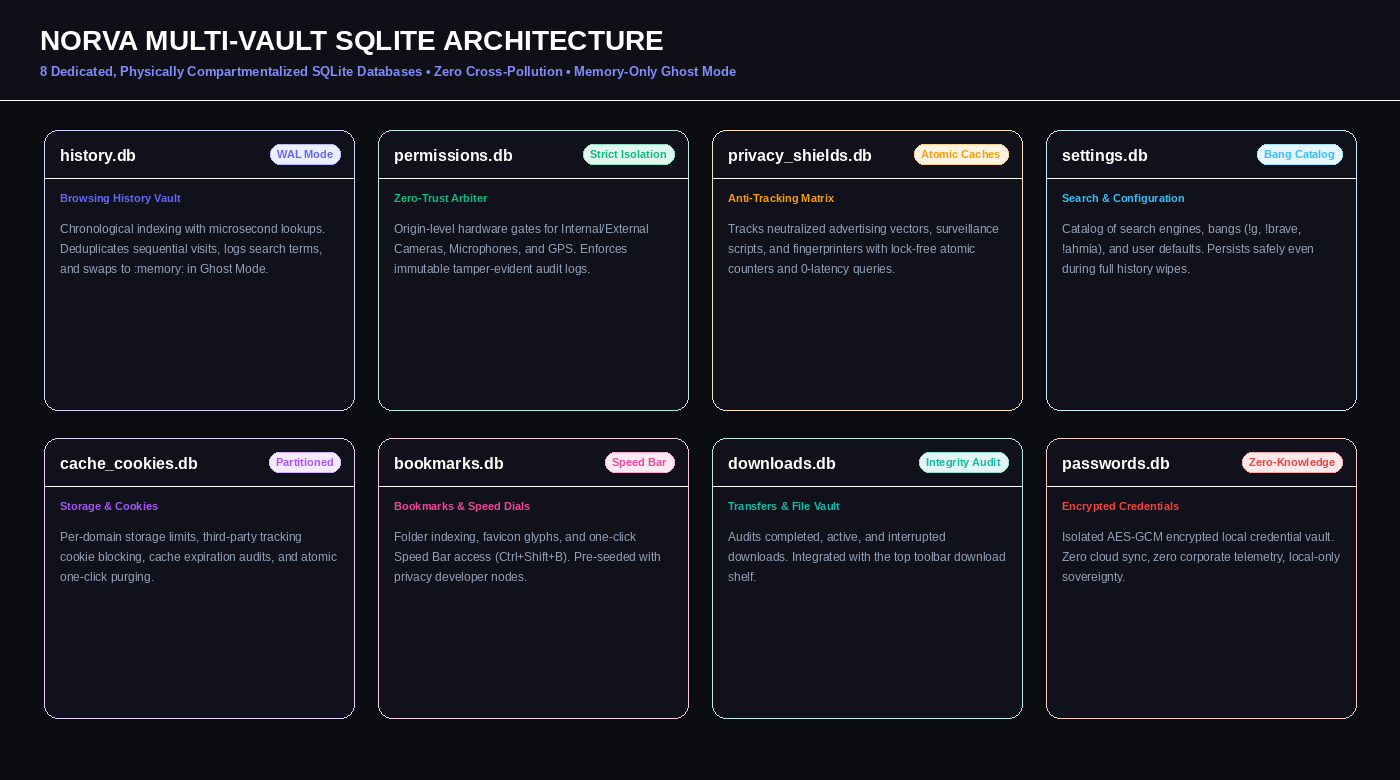 NORVA MULTI-VAULT SQLITE ARCHITECTURE
8 Dedicated, Physically Compartmentalized SQLite Databases • Zero Cross-Pollution • Memory-Only Ghost Mode
history.db
WAL Mode
Browsing History Vault
Chronological indexing with microsecond lookups.
Deduplicates sequential visits, logs search terms,
and swaps to :memory: in Ghost Mode.
permissions.db
Strict Isolation
Zero-Trust Arbiter
Origin-level hardware gates for Internal/External
Cameras, Microphones, and GPS. Enforces
immutable tamper-evident audit logs.
privacy_shields.db
Atomic Caches
Anti-Tracking Matrix
Tracks neutralized advertising vectors, surveillance
scripts, and fingerprinters with lock-free atomic
counters and 0-latency queries.
settings.db
Bang Catalog
Search & Configuration
Catalog of search engines, bangs (!g, !brave,
!ahmia), and user defaults. Persists safely even
during full history wipes.
cache_cookies.db
Partitioned
Storage & Cookies
Per-domain storage limits, third-party tracking
cookie blocking, cache expiration audits, and atomic
one-click purging.
bookmarks.db
Speed Bar
Bookmarks & Speed Dials
Folder indexing, favicon glyphs, and one-click
Speed Bar access (Ctrl+Shift+B). Pre-seeded with
privacy developer nodes.
downloads.db
Integrity Audit
Transfers & File Vault
Audits completed, active, and interrupted
downloads. Integrated with the top toolbar download
shelf.
passwords.db
Zero-Knowledge
Encrypted Credentials
Isolated AES-GCM encrypted local credential vault.
Zero cloud sync, zero corporate telemetry, local-only
sovereignty.